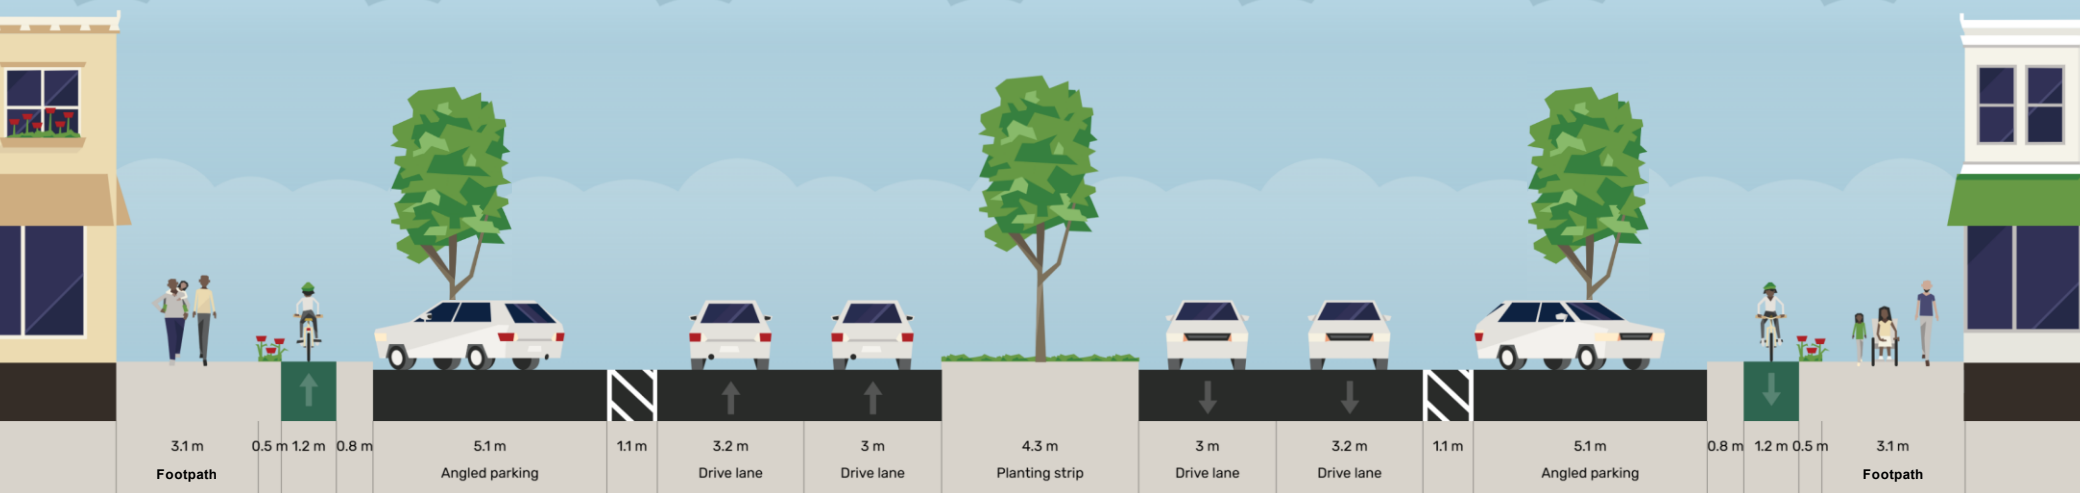 3.1 m 0.5 m 1.2 m 0.8 m 5.1 m 1.1 m 3.2 m 3 m 4.3 m 3 m 3.2 m 1.1 m 5.1 m 0.8 m 1.2 m 0.5 m 3.1 m
Footpath Angled parking Drive lane Drive lane Planting strip Drive lane Drive lane Angled parking Footpath